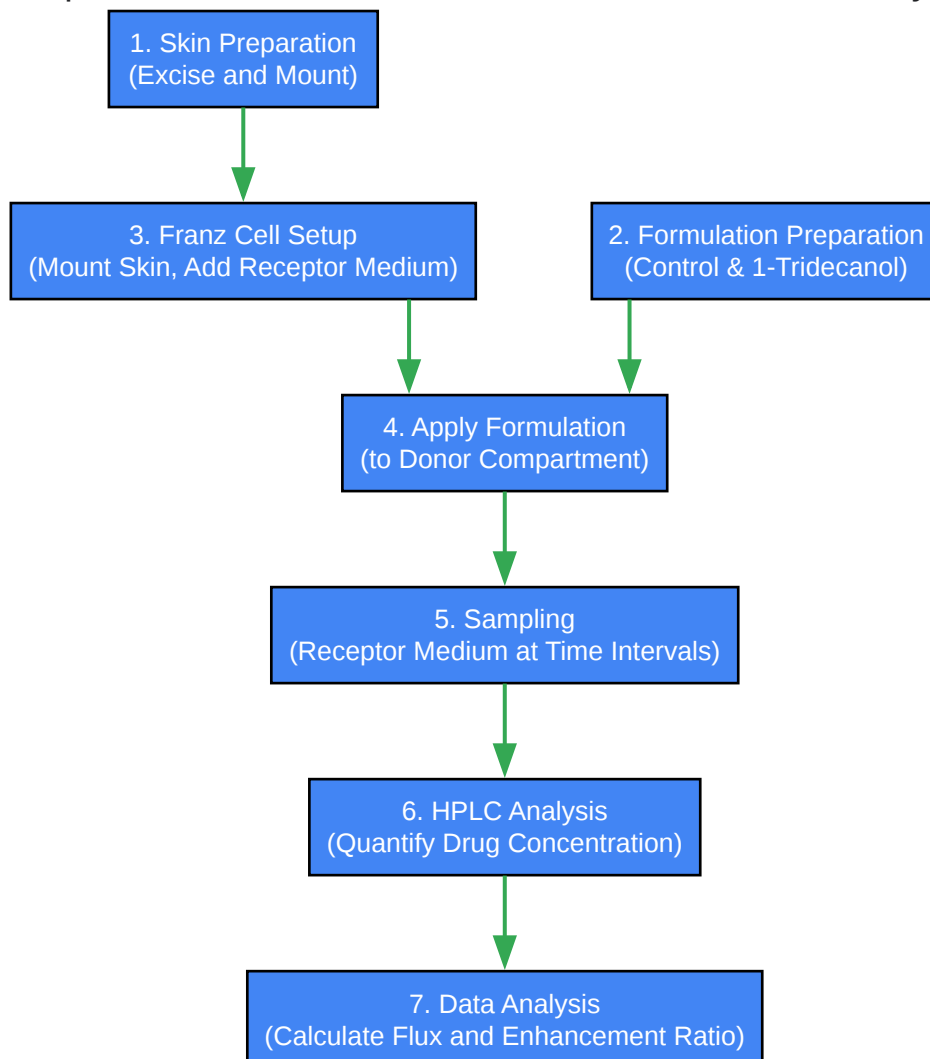 1. Skin Preparation
(Excise and Mount)
3. Franz Cell Setup
(Mount Skin, Add Receptor Medium)
2. Formulation Preparation
(Control & 1-Tridecanol)
4. Apply Formulation
(to Donor Compartment)
5. Sampling
(Receptor Medium at Time Intervals)
6. HPLC Analysis
(Quantify Drug Concentration)
7. Data Analysis
(Calculate Flux and Enhancement Ratio)